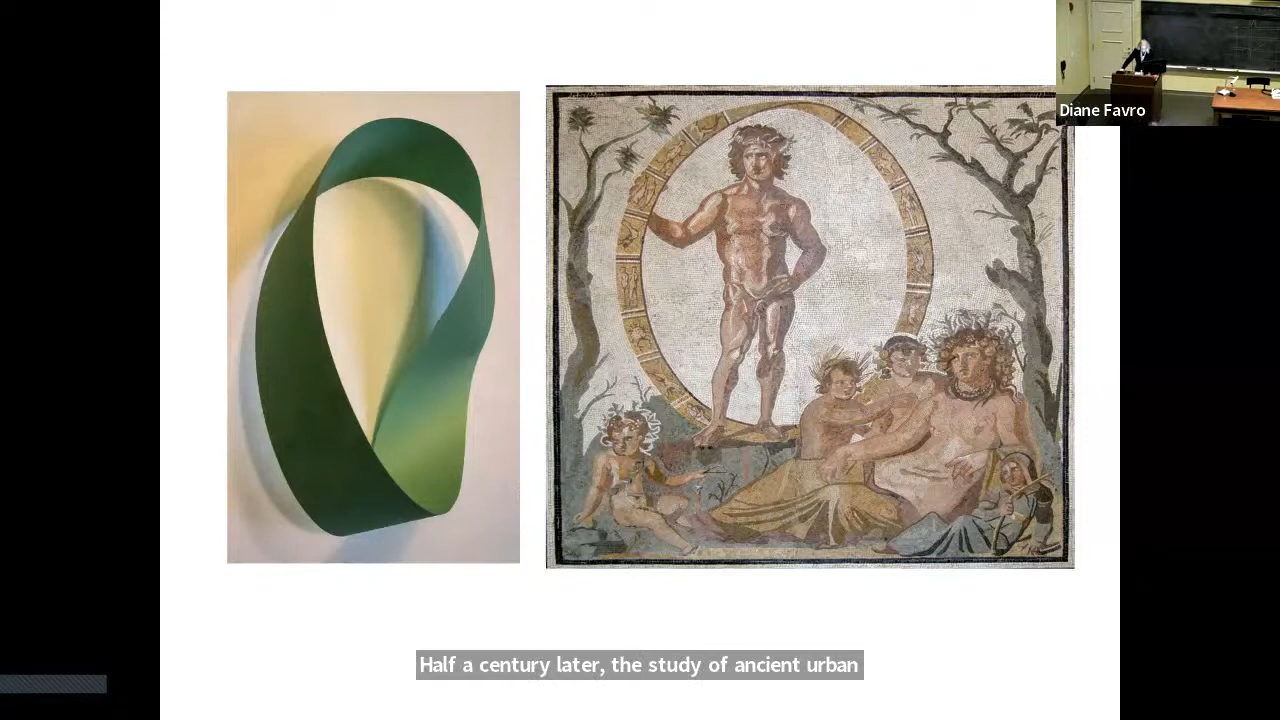 Diane Favro
Half a century later, the study of ancient urban